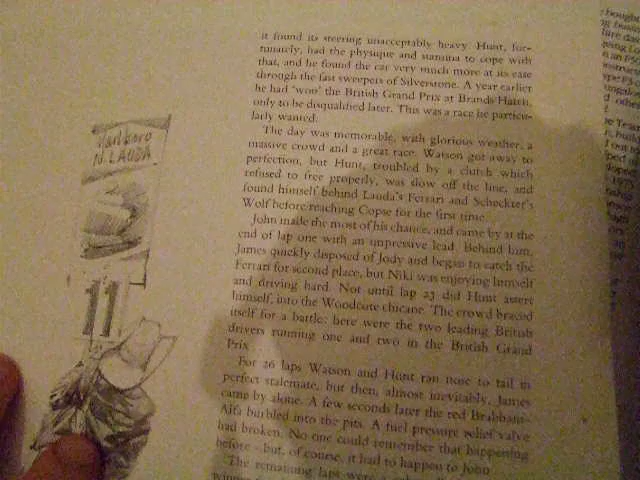 it found its steering unacceptably heavy. Hunt, for-
tunately, had the physique and stamina to cope with
that, and he found the car very much more at its ease
through the fast sweepers of Silverstone. A year earlier
he had 'won' the British Grand Prix at Brands Hatch,
only to be disqualified later. This was a race he particu-
larly wanted.
The day was memorable, with glorious weather, a
massive crowd and a great race. Watson got away to
perfection, but Hunt, troubled by a clutch which
refused to free properly, was slow off the line, and
found himself behind Lauda's Ferrari and Scheckter's
Wolf before reaching Copse for the first time.
John made the most of his chance, and came by at the
end of lap one with an impressive lead. Behind him,
James quickly disposed of Jody and began to catch the
Ferrari for second place, but Niki was enjoying himself
and driving hard. Not until lap 23 did Hunt assert
himself, into the Woodcote chicane. The crowd braced
itself for a battle: here were the two leading British
drivers running one and two in the British Grand
Prix.
For 26 laps Watson and Hunt ran nose to tail in
perfect stalemate, but then, almost inevitably, James
came by alone. A few seconds later the red Brabham-
Alfa burbled into the pits. A fuel pressure relief valve
had broken. No one could remember that happening
before – but, of course, it had to happen to John.
The remaining laps were a
Marlboro
N. LAUDA
11